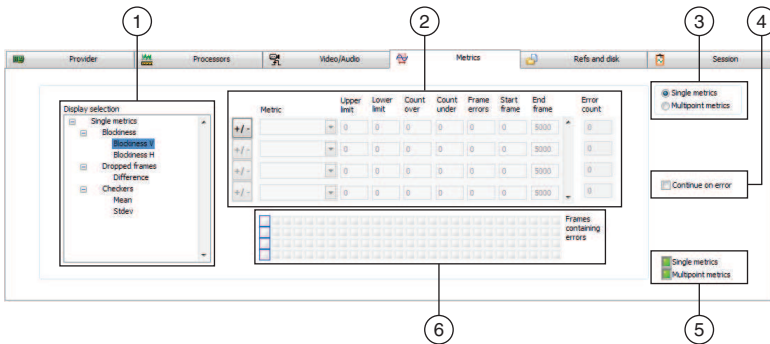 1
2
3
4
Provider Processors Video/Audio Metrics Refs and disk Session
Display selection
Single metrics
Blockiness
Blockiness V
Blockiness H
Dropped frames
Difference
Checkers
Mean
Stdev
Metric Upper limit Lower limit Count over Count under Frame errors Start frame End frame Error count
+/- 0 0 0 0 0 0 5000 0
+/- 0 0 0 0 0 0 5000 0
+/- 0 0 0 0 0 0 5000 0
+/- 0 0 0 0 0 0 5000 0
Frames
containing
errors
Single metrics
Multipoint metrics
Continue on error
Single metrics
Multipoint metrics
6
5